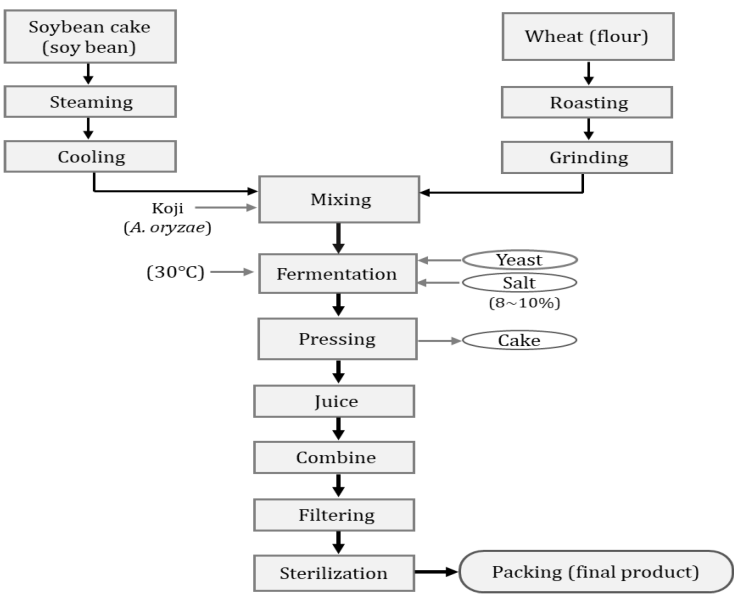 Soybean cake
(soy bean)
Wheat (flour)
Steaming
Roasting
Cooling
Grinding
Koji
(A. oryzae)
Mixing
(30°C)
Fermentation
Yeast
Salt
(8~10%)
Pressing
Cake
Juice
Combine
Filtering
Sterilization
Packing (final product)